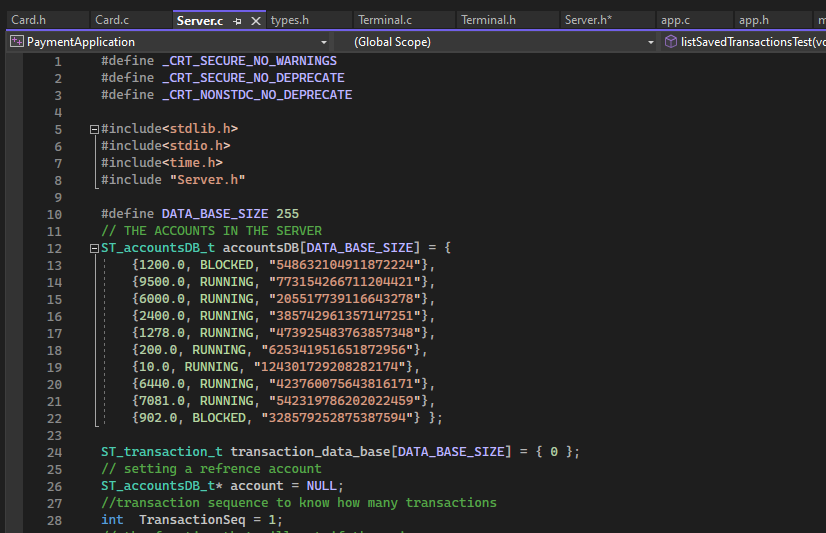 Card.h Card.c Server.c types.h Terminal.c Terminal.h Server.h* app.c app.h
PaymentApplication (Global Scope) listSavedTransactionsTest(vo
1 #define _CRT_SECURE_NO_WARNINGS
2 #define _CRT_SECURE_NO_DEPRECATE
3 #define _CRT_NONSTDC_NO_DEPRECATE
4
5 #include<stdlib.h>
6 #include<stdio.h>
7 #include<time.h>
8 #include "Server.h"
9
10 #define DATA_BASE_SIZE 255
11 // THE ACCOUNTS IN THE SERVER
12 ST_accountsDB_t accountsDB[DATA_BASE_SIZE] = {
13 {1200.0, BLOCKED, "548632104911872224"},
14 {9500.0, RUNNING, "773154266711204421"},
15 {6000.0, RUNNING, "205517739116643278"},
16 {2400.0, RUNNING, "385742961357147251"},
17 {1278.0, RUNNING, "473925483763857348"},
18 {200.0, RUNNING, "625341951651872956"},
19 {10.0, RUNNING, "124301729208282174"},
20 {6440.0, RUNNING, "423760075643816171"},
21 {7081.0, RUNNING, "542319786202022459"},
22 {902.0, BLOCKED, "328579252875387594"} };
23
24 ST_transaction_t transaction_data_base[DATA_BASE_SIZE] = { 0 };
25 // setting a refrence account
26 ST_accountsDB_t* account = NULL;
27 //transaction sequence to know how many transactions
28 int TransactionSeq = 1;